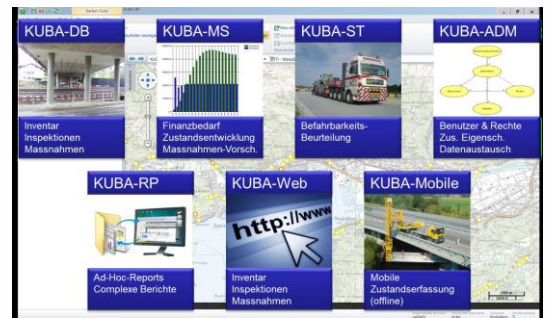 KUBA-DB
KUBA-MS
KUBA-ST
KUBA-ADM
Inventar
Inspektionen
Massnahmen
Finanzbedarf
Zustandsentwicklung
Massnahmen-Vorsch.
Befahrbarkeits-
Beurteilung
Benutzer & Rechte
Zus. Eigensch.
Datenaustausch
KUBA-RP
KUBA-Web
KUBA-Mobile
http://www
Ad-Hoc-Reports
Complexe Berichte
Inventar
Inspektionen
Massnahmen
Mobile
Zustandserfassung
(offline)